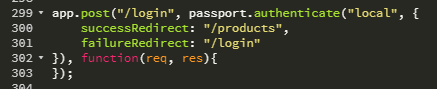 299 app.post("/login", passport.authenticate("local", {
300     successRedirect: "/products",
301     failureRedirect: "/login"
302 }), function(req, res){
303 });